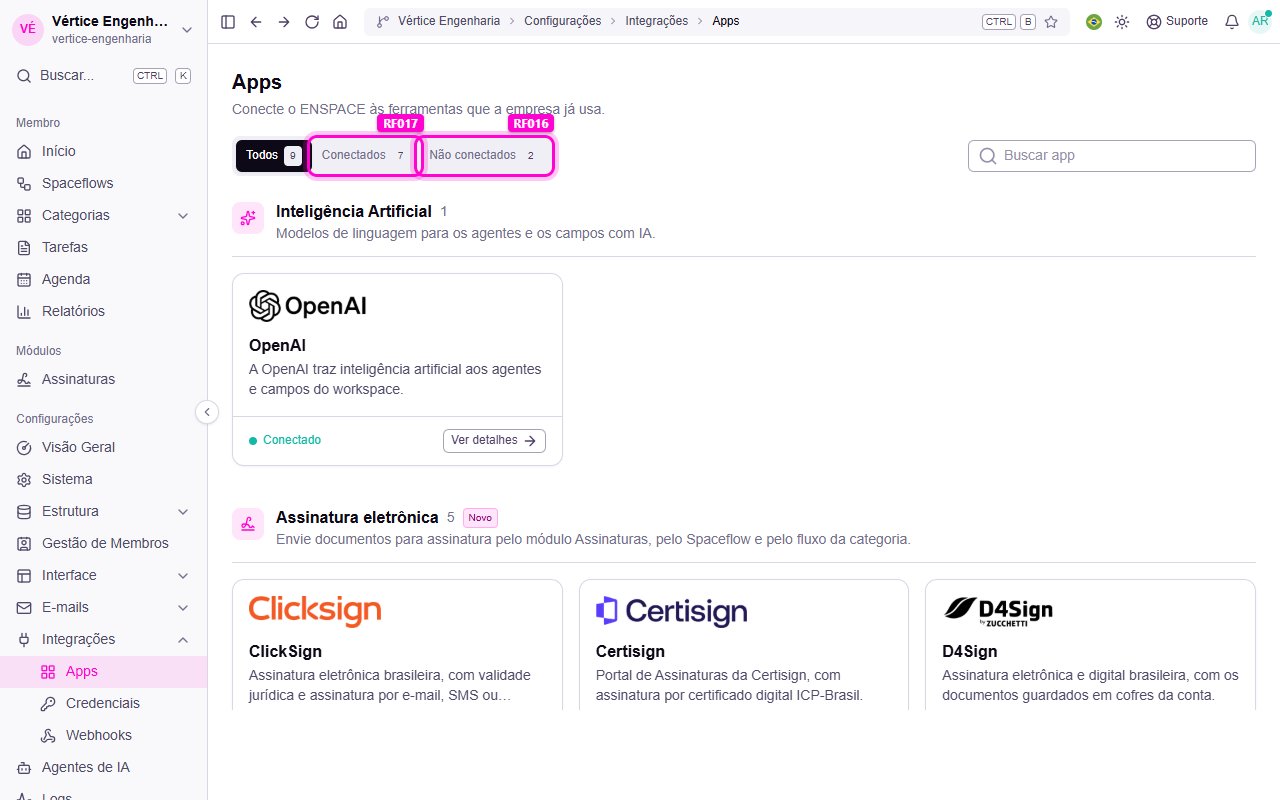 VÉ
Vértice Engenh...
vertice-engenharia
Buscar...
CTRL K
Membro
Início
Spaceflows
Categorias
Tarefas
Agenda
Relatórios
Módulos
Assinaturas
Configurações
Visão Geral
Sistema
Estrutura
Gestão de Membros
Interface
E-mails
Integrações
Apps
Credenciais
Webhooks
Agentes de IA
Logs
Vértice Engenharia > Configurações > Integrações > Apps
CTRL B
Suporte
AR
Apps
Conecte o ENSPACE às ferramentas que a empresa já usa.
RF017 RF016
Todos 9 Conectados 7 Não conectados 2
Buscar app
Inteligência Artificial 1
Modelos de linguagem para os agentes e os campos com IA.
OpenAI
OpenAI
A OpenAI traz inteligência artificial aos agentes
e campos do workspace.
Conectado
Ver detalhes
Assinatura eletrônica 5 Novo
Envie documentos para assinatura pelo módulo Assinaturas, pelo Spaceflow e pelo fluxo da categoria.
Clicksign
ClickSign
Assinatura eletrônica brasileira, com validade
jurídica e assinatura por e-mail, SMS ou...
Certisign
Certisign
Portal de Assinaturas da Certisign, com
assinatura por certificado digital ICP-Brasil.
D4Sign
by ZUCCHETTI
D4Sign
Assinatura eletrônica e digital brasileira, com os
documentos guardados em cofres da conta.